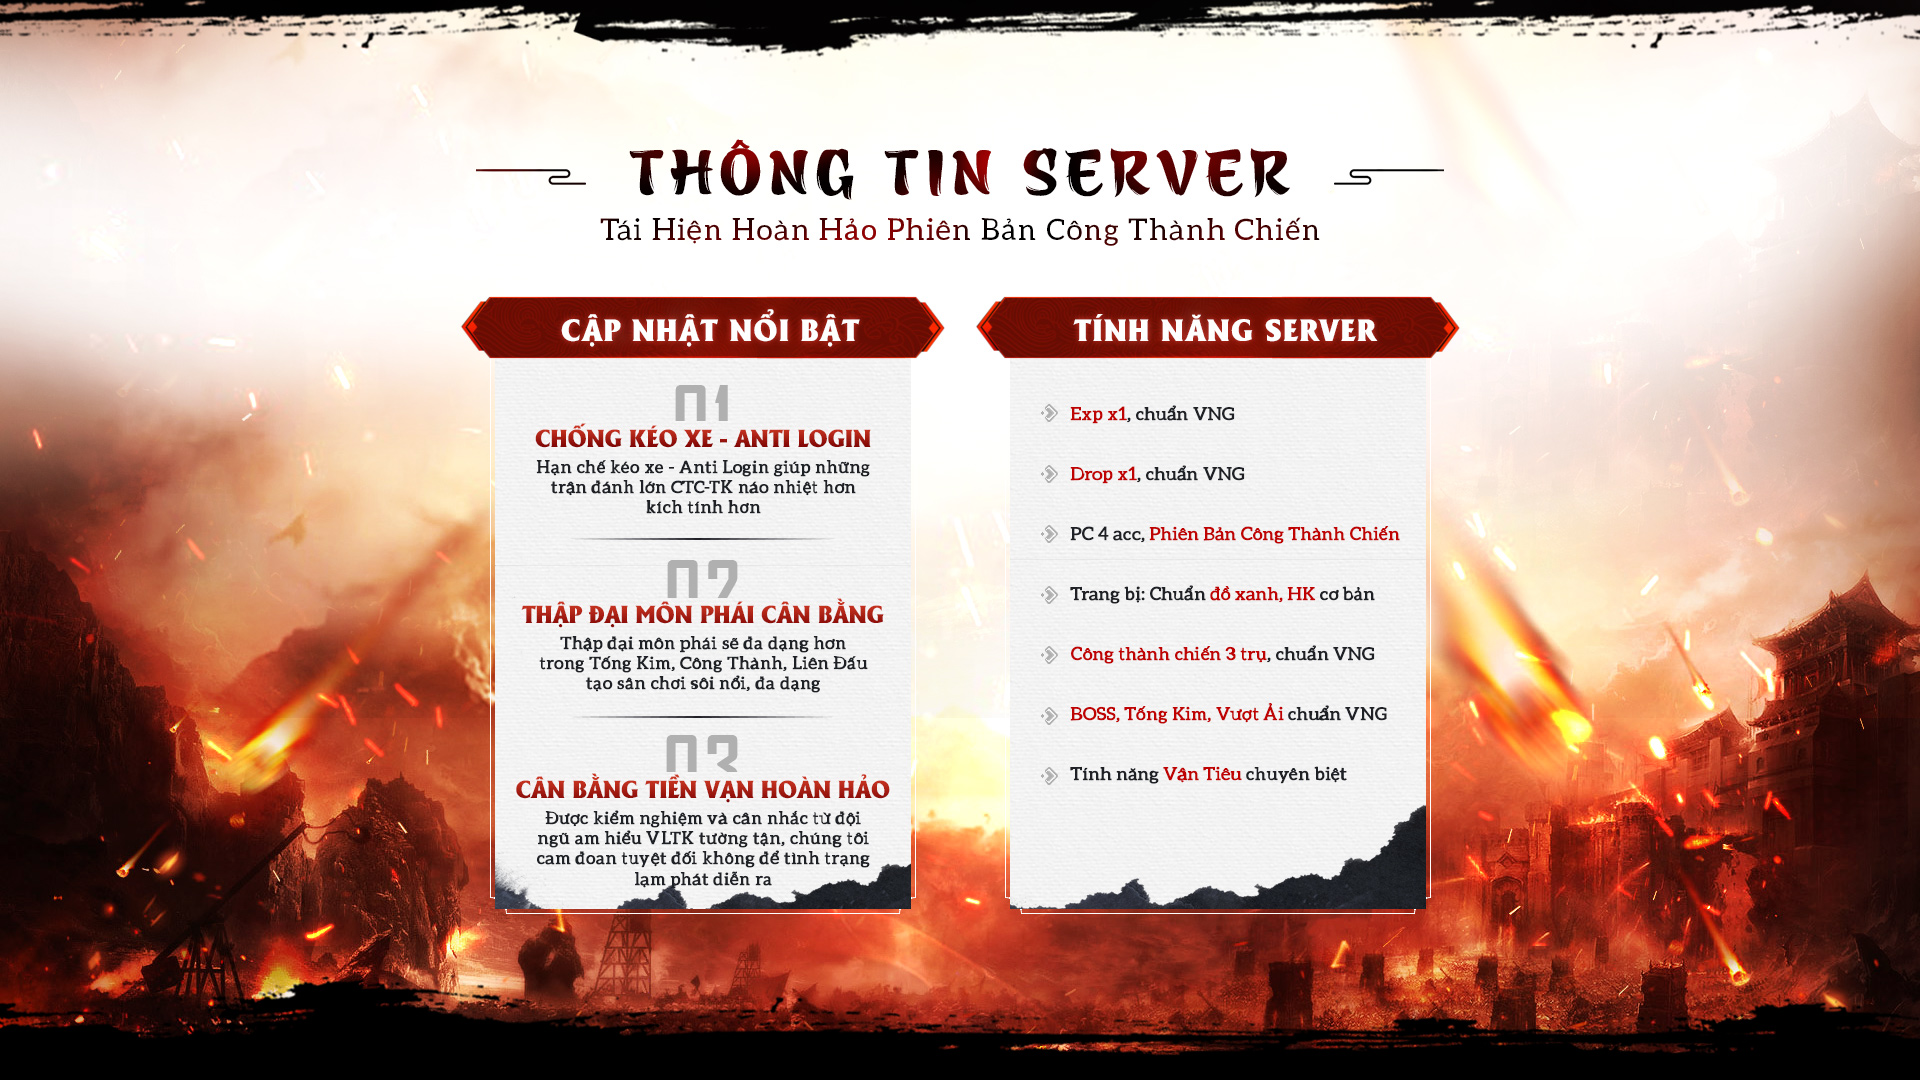 THÔNG TIN SERVER
Tái Hiện Hoàn Hảo Phiên Bản Công Thành Chiến
CẬP NHẬT NỔI BẬT
01
CHỐNG KÉO XE - ANTI LOGIN
Hạn chế kéo xe - Anti Login giúp những
trận đánh lớn CTC-TK náo nhiệt hơn
kích tính hơn
02
THẬP ĐẠI MÔN PHÁI CÂN BẰNG
Thập đại môn phái sẽ đa dạng hơn
trong Tống Kim, Công Thành, Liên Đấu
tạo sân chơi sôi nổi, đa dạng
03
CÂN BẰNG TIỀN VẠN HOÀN HẢO
Được kiểm nghiệm và cân nhắc từ đội
ngũ am hiểu VLTK tường tận, chúng tôi
cam đoan tuyệt đối không để tình trạng
lạm phát diễn ra
TÍNH NĂNG SERVER
Exp x1, chuẩn VNG
Drop x1, chuẩn VNG
PC 4 acc, Phiên Bản Công Thành Chiến
Trang bị: Chuẩn đồ xanh, HK cơ bản
Công thành chiến 3 trụ, chuẩn VNG
BOSS, Tống Kim, Vượt Ải chuẩn VNG
Tính năng Vận Tiêu chuyên biệt